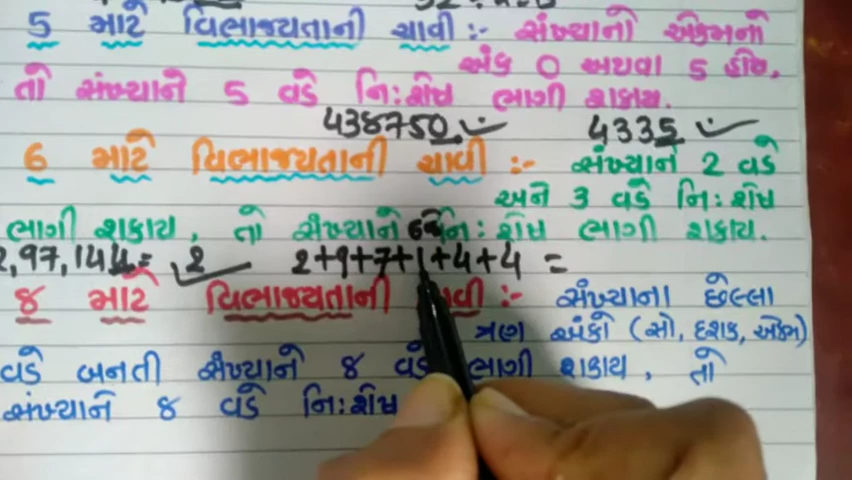 5 માટે વિભાજ્યતાની ચાવી :- સંખ્યાનો એકમનો
અંક 0 અથવા 5 હોય,
તો સંખ્યાને 5 વડે નિ:શેષ ભાગી શકાય.
438750 ✓ 4335 ✓
6 માટે વિભાજ્યતાની ચાવી :- સંખ્યાને 2 વડે
અને 3 વડે નિ:શેષ
ભાગી શકાય, તો સંખ્યાને 6 વડે નિ:શેષ ભાગી શકાય.
2,97,144= 2 ✓ 2+9+7+1+4+4 =
8 માટે વિભાજ્યતાની ચાવી :- સંખ્યાના છેલ્લા
ત્રણ અંકો (સો, દશક, એકમ)
વડે બનતી સંખ્યાને 8 વડે ભાગી શકાય, તો
સંખ્યાને 8 વડે નિ:શેષ